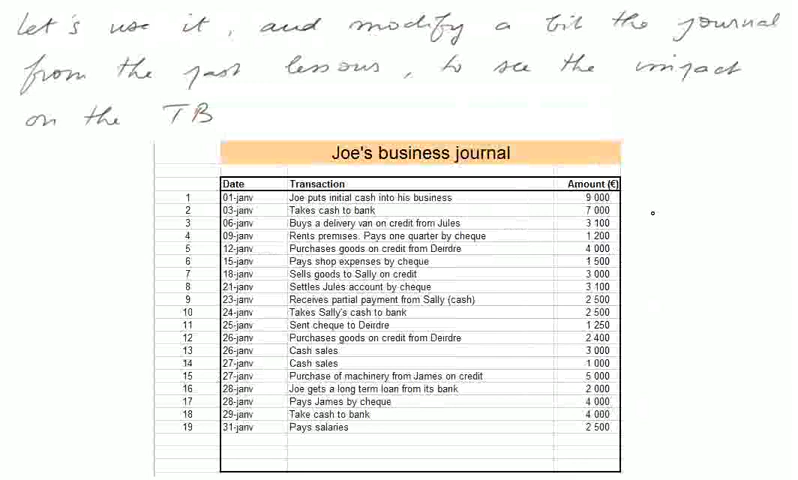 let's use it, and modify a bit the journal
from the past lessons, to see the impact
on the TB
Joe's business journal
Date Transaction Amount (€)
1 01-janv Joe puts initial cash into his business 9 000
2 03-janv Takes cash to bank 7 000
3 06-janv Buys a delivery van on credit from Jules 3 100
4 09-janv Rents premises. Pays one quarter by cheque 1 200
5 12-janv Purchases goods on credit from Deirdre 4 000
6 15-janv Pays shop expenses by cheque 1 500
7 18-janv Sells goods to Sally on credit 3 000
8 21-janv Settles Jules account by cheque 3 100
9 23-janv Receives partial payment from Sally (cash) 2 500
10 24-janv Takes Sally's cash to bank 2 500
11 25-janv Sent cheque to Deirdre 1 250
12 26-janv Purchases goods on credit from Deirdre 2 400
13 26-janv Cash sales 3 000
14 27-janv Cash sales 1 000
15 27-janv Purchase of machinery from James on credit 5 000
16 28-janv Joe gets a long term loan from its bank 2 000
17 28-janv Pays James by cheque 4 000
18 29-janv Take cash to bank 4 000
19 31-janv Pays salaries 2 500